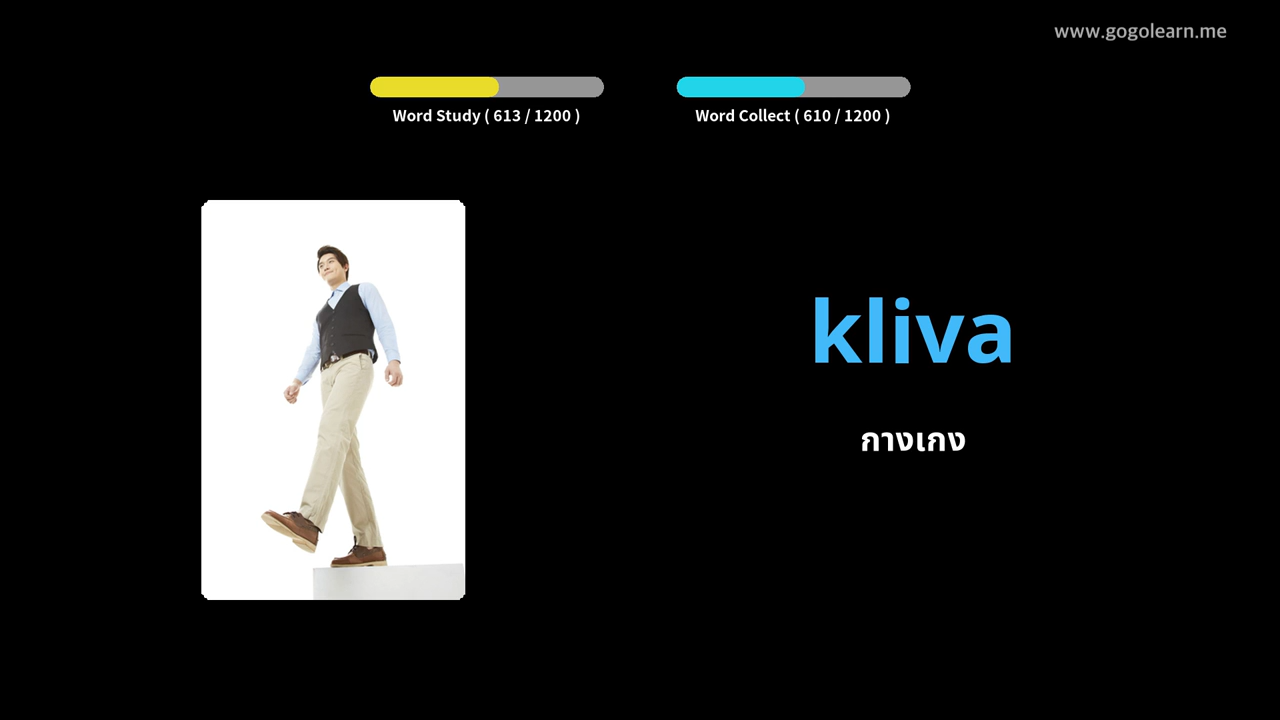 www.gogolearn.me
Word Study ( 613 / 1200 )
Word Collect ( 610 / 1200 )
kliva
กางเกง